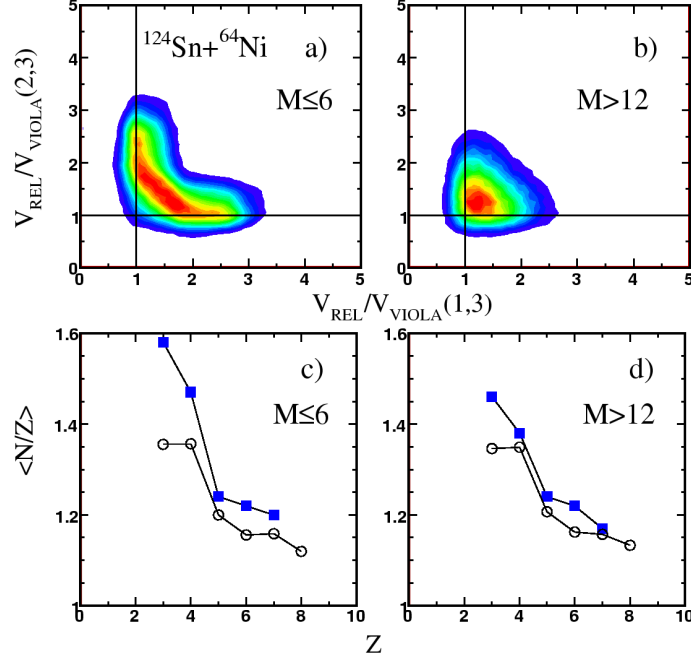 124Sn+64Ni
a)
M≤6
b)
M>12
VREL/VVIOLA(2,3)
5
4
3
2
1
0
0 1 2 3 4 5
0 1 2 3 4 5
VREL/VVIOLA(1,3)
c)
M≤6
d)
M>12
<N/Z>
1.6
1.4
1.2
1
0 2 4 6 8 10
0 2 4 6 8 10
Z
5
4
3
2
1
0
1.6
1.4
1.2
1